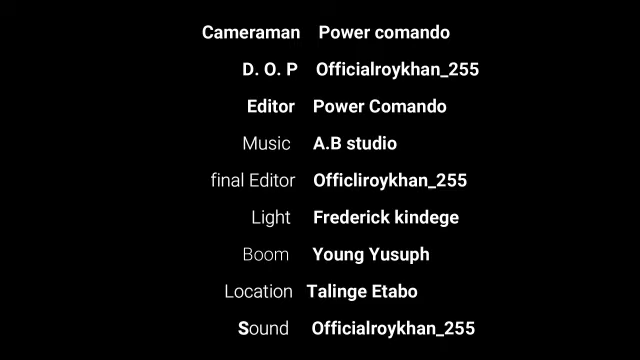 Cameraman Power comando
D. O. P Officialroykhan_255
Editor Power Comando
Music A.B studio
final Editor Officliroykhan_255
Light Frederick kindege
Boom Young Yusuph
Location Talinge Etabo
Sound Officialroykhan_255